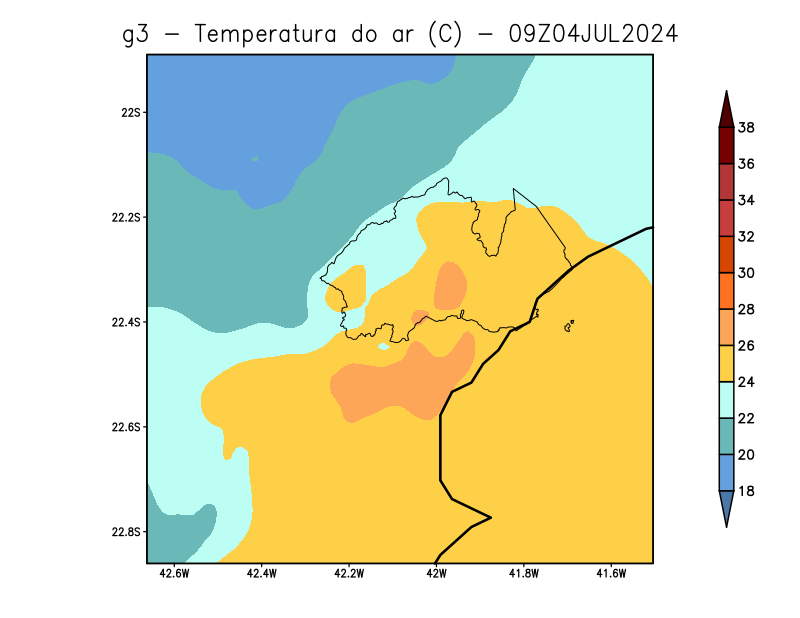 g3 − Temperatura do ar (C) − 09Z04JUL2024
22S
22.2S
22.4S
22.6S
22.8S
42.6W
42.4W
42.2W
42W
41.8W
41.6W
38
36
34
32
30
28
26
24
22
20
18